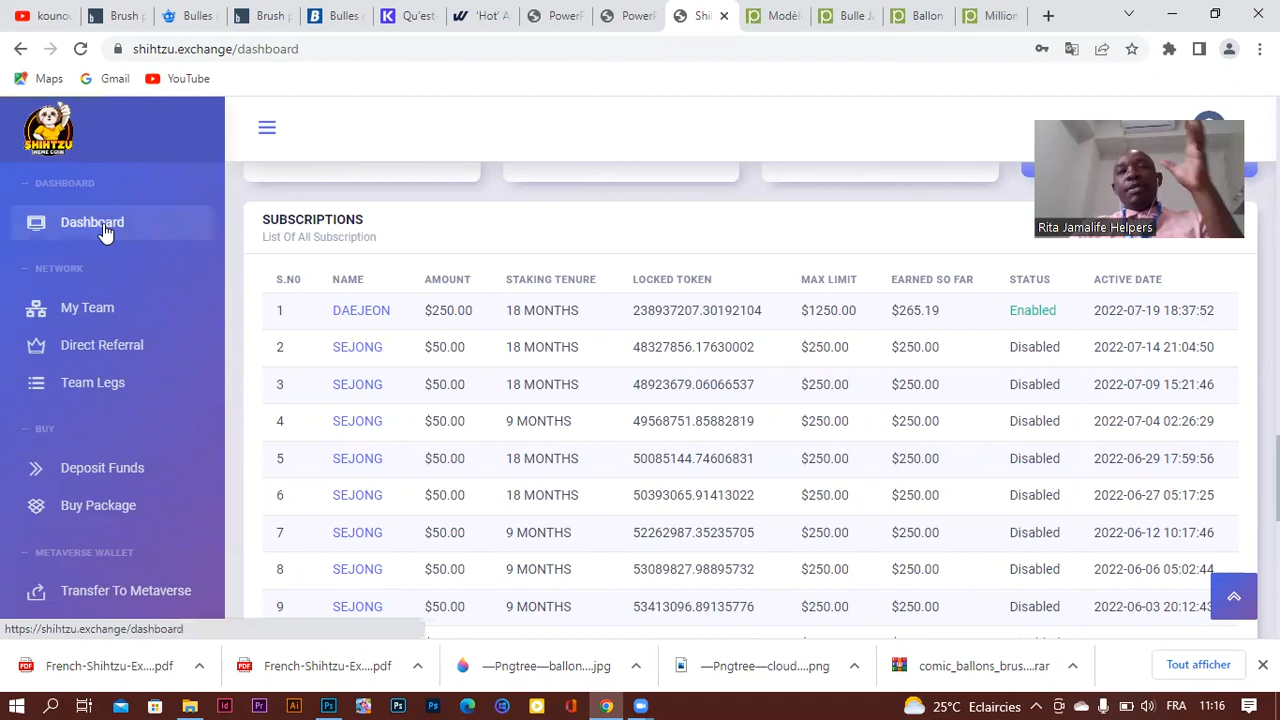 kounou
Brush p
Bulles d
Brush p
Bulles n
Qu'est-
'Hot' A
PowerP
PowerP
Shi
Modèl
Bulle Ja
Ballon
Million
shihtzu.exchange/dashboard
Maps
Gmail
YouTube
SHIHTZU
MEME COIN
DASHBOARD
Dashboard
NETWORK
My Team
Direct Referral
Team Legs
BUY
Deposit Funds
Buy Package
METAVERSE WALLET
Transfer To Metaverse
Rita Jamalife Helpers
SUBSCRIPTIONS
List Of All Subscription
S.N0 NAME AMOUNT STAKING TENURE LOCKED TOKEN MAX LIMIT EARNED SO FAR STATUS ACTIVE DATE
1 DAEJEON $250.00 18 MONTHS 238937207.30192104 $1250.00 $265.19 Enabled 2022-07-19 18:37:52
2 SEJONG $50.00 18 MONTHS 48327856.17630002 $250.00 $250.00 Disabled 2022-07-14 21:04:50
3 SEJONG $50.00 18 MONTHS 48923679.06066537 $250.00 $250.00 Disabled 2022-07-09 15:21:46
4 SEJONG $50.00 9 MONTHS 49568751.85882819 $250.00 $250.00 Disabled 2022-07-04 02:26:29
5 SEJONG $50.00 18 MONTHS 50085144.74606831 $250.00 $250.00 Disabled 2022-06-29 17:59:56
6 SEJONG $50.00 18 MONTHS 50393065.91413022 $250.00 $250.00 Disabled 2022-06-27 05:17:25
7 SEJONG $50.00 9 MONTHS 52262987.35235705 $250.00 $250.00 Disabled 2022-06-12 10:17:46
8 SEJONG $50.00 9 MONTHS 53089827.98895732 $250.00 $250.00 Disabled 2022-06-06 05:02:44
9 SEJONG $50.00 9 MONTHS 53413096.89135776 $250.00 $250.00 Disabled 2022-06-03 20:12:43
https://shihtzu.exchange/dashboard
French-Shihtzu-Ex....pdf
French-Shihtzu-Ex....pdf
—Pngtree—ballon....jpg
—Pngtree—cloud....png
comic_ballons_brus....rar
Tout afficher
25°C Eclaircies
FRA
11:16